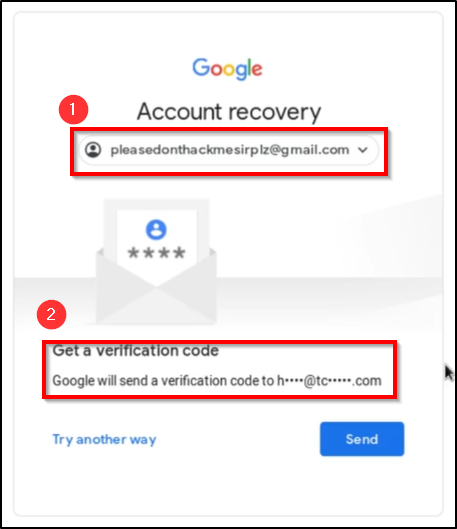 Google
1
Account recovery
pleasedonthackmesirplz@gmail.com
****
2
Get a verification code
Google will send a verification code to h••••@tc•••••.com
Try another way
Send